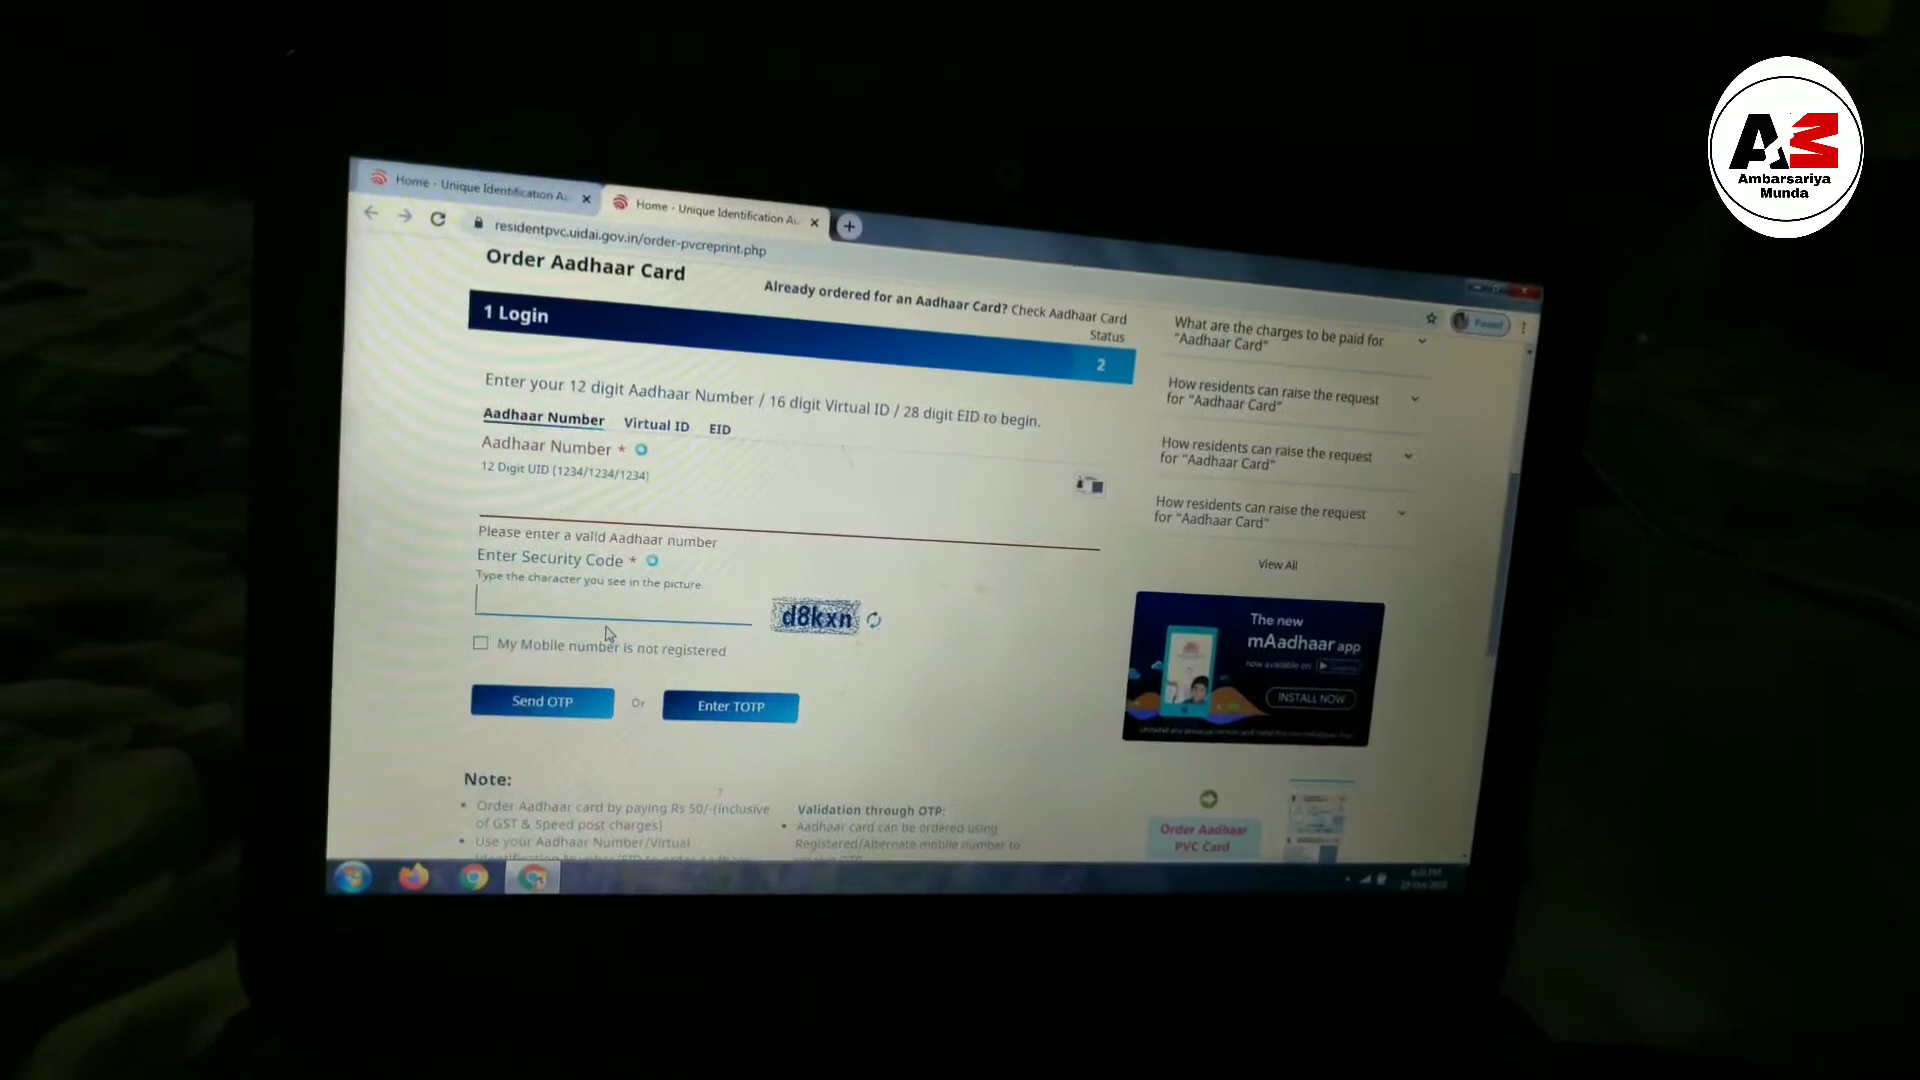 Ambarsariya
Munda
Home - Unique Identification A
Home - Unique Identification Au
residentpvc.uidai.gov.in/order-pvcreprint.php
Order Aadhaar Card
Already ordered for an Aadhaar Card? Check Aadhaar Card
Status
1 Login
2
Enter your 12 digit Aadhaar Number / 16 digit Virtual ID / 28 digit EID to begin.
Aadhaar Number Virtual ID EID
Aadhaar Number *
12 Digit UID (1234/1234/1234)
Please enter a valid Aadhaar number
Enter Security Code *
Type the character you see in the picture.
d8kxn
My Mobile number is not registered
Send OTP Or Enter TOTP
Note:
Order Aadhaar card by paying Rs 50/-(inclusive
of GST & Speed post charges)
Use your Aadhaar Number/Virtual
Validation through OTP:
Aadhaar card can be ordered using
Registered/Alternate mobile number to
Paused
What are the charges to be paid for
"Aadhaar Card"
How residents can raise the request
for "Aadhaar Card"
How residents can raise the request
for "Aadhaar Card"
How residents can raise the request
for "Aadhaar Card"
View All
The new
mAadhaar app
now available on
INSTALL NOW
Order Aadhaar
PVC Card